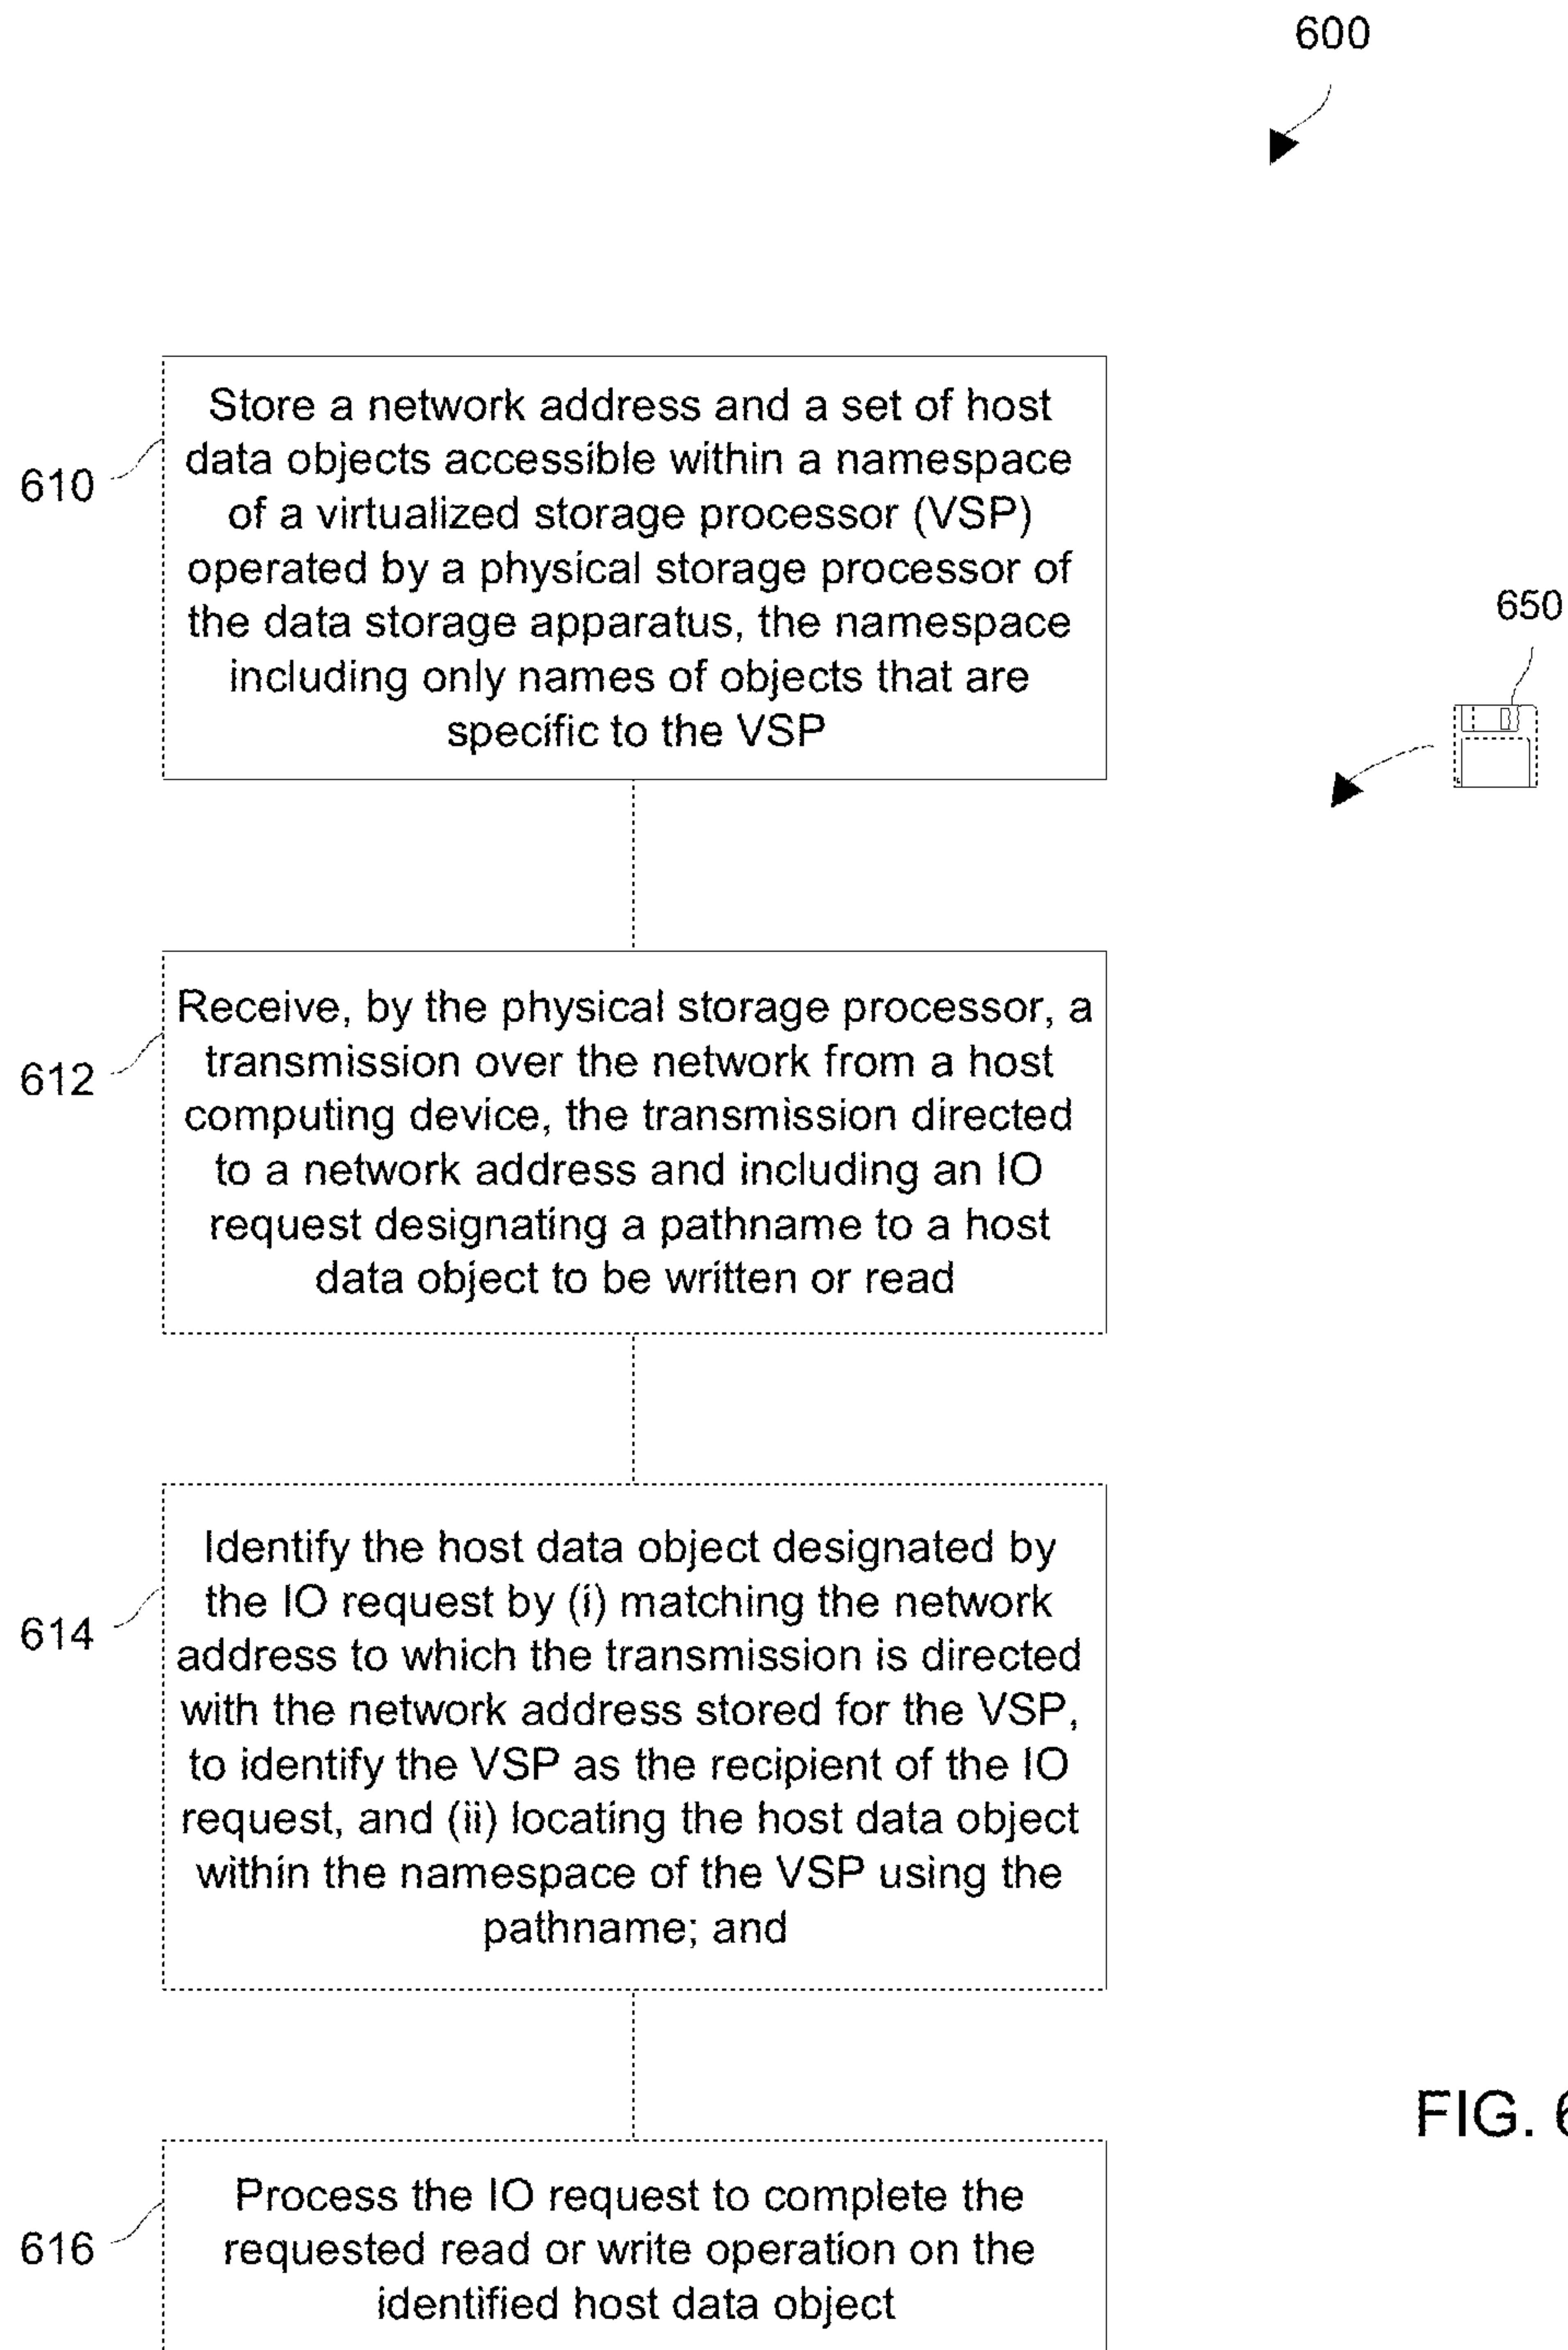 600
610
Store a network address and a set of host
data objects accessible within a namespace
of a virtualized storage processor (VSP)
operated by a physical storage processor of
the data storage apparatus, the namespace
including only names of objects that are
specific to the VSP
650
612
Receive, by the physical storage processor, a
transmission over the network from a host
computing device, the transmission directed
to a network address and including an IO
request designating a pathname to a host
data object to be written or read
614
Identify the host data object designated by
the IO request by (i) matching the network
address to which the transmission is directed
with the network address stored for the VSP,
to identify the VSP as the recipient of the IO
request, and (ii) locating the host data object
within the namespace of the VSP using the
pathname; and
FIG. 6
616
Process the IO request to complete the
requested read or write operation on the
identified host data object